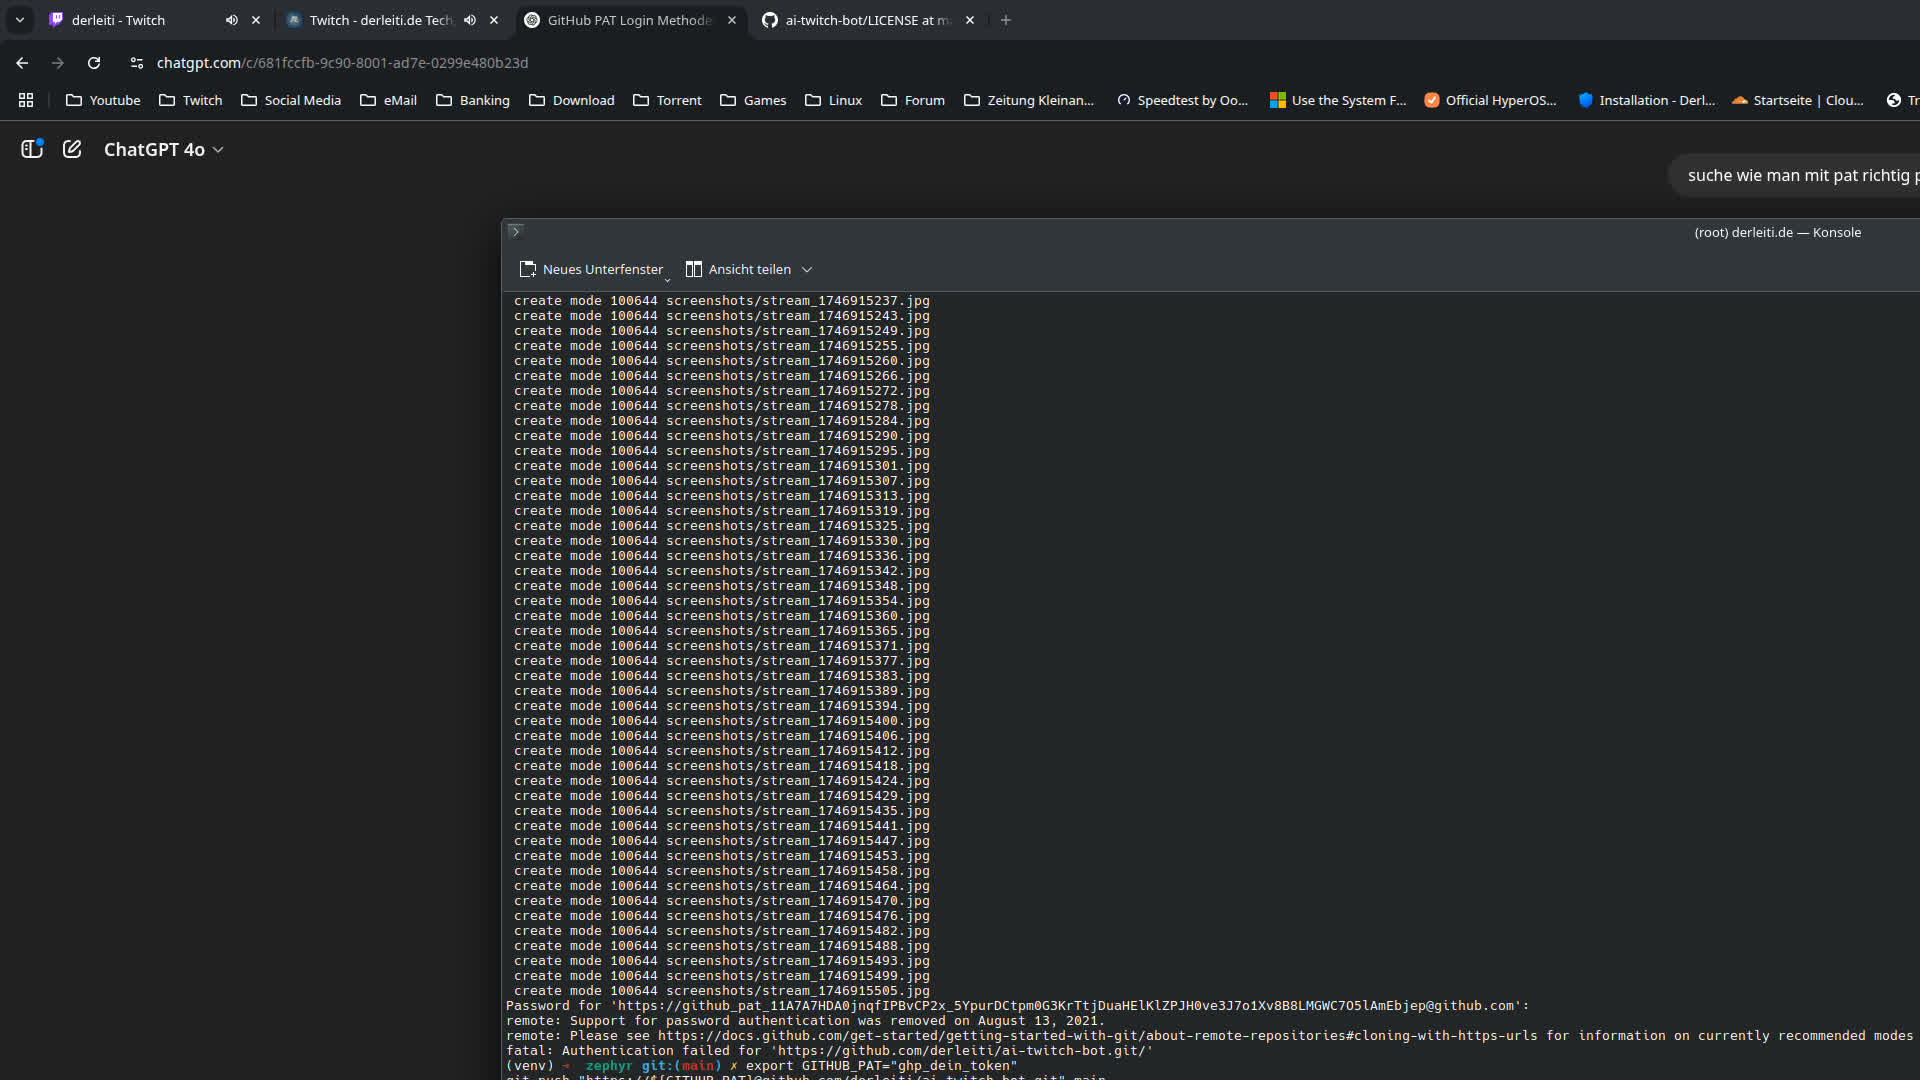 derleiti - Twitch
Twitch - derleiti.de Tech
GitHub PAT Login Methode
ai-twitch-bot/LICENSE at m
chatgpt.com/c/681fccfb-9c90-8001-ad7e-0299e480b23d
Youtube
Twitch
Social Media
eMail
Banking
Download
Torrent
Games
Linux
Forum
Zeitung Kleinan...
Speedtest by Oo...
Use the System F...
Official HyperOS...
Installation - Derl...
Startseite | Clou...
Tr
ChatGPT 4o
suche wie man mit pat richtig p
(root) derleiti.de — Konsole
Neues Unterfenster
Ansicht teilen
create mode 100644 screenshots/stream_1746915237.jpg
create mode 100644 screenshots/stream_1746915243.jpg
create mode 100644 screenshots/stream_1746915249.jpg
create mode 100644 screenshots/stream_1746915255.jpg
create mode 100644 screenshots/stream_1746915260.jpg
create mode 100644 screenshots/stream_1746915266.jpg
create mode 100644 screenshots/stream_1746915272.jpg
create mode 100644 screenshots/stream_1746915278.jpg
create mode 100644 screenshots/stream_1746915284.jpg
create mode 100644 screenshots/stream_1746915290.jpg
create mode 100644 screenshots/stream_1746915295.jpg
create mode 100644 screenshots/stream_1746915301.jpg
create mode 100644 screenshots/stream_1746915307.jpg
create mode 100644 screenshots/stream_1746915313.jpg
create mode 100644 screenshots/stream_1746915319.jpg
create mode 100644 screenshots/stream_1746915325.jpg
create mode 100644 screenshots/stream_1746915330.jpg
create mode 100644 screenshots/stream_1746915336.jpg
create mode 100644 screenshots/stream_1746915342.jpg
create mode 100644 screenshots/stream_1746915348.jpg
create mode 100644 screenshots/stream_1746915354.jpg
create mode 100644 screenshots/stream_1746915360.jpg
create mode 100644 screenshots/stream_1746915365.jpg
create mode 100644 screenshots/stream_1746915371.jpg
create mode 100644 screenshots/stream_1746915377.jpg
create mode 100644 screenshots/stream_1746915383.jpg
create mode 100644 screenshots/stream_1746915389.jpg
create mode 100644 screenshots/stream_1746915394.jpg
create mode 100644 screenshots/stream_1746915400.jpg
create mode 100644 screenshots/stream_1746915406.jpg
create mode 100644 screenshots/stream_1746915412.jpg
create mode 100644 screenshots/stream_1746915418.jpg
create mode 100644 screenshots/stream_1746915424.jpg
create mode 100644 screenshots/stream_1746915429.jpg
create mode 100644 screenshots/stream_1746915435.jpg
create mode 100644 screenshots/stream_1746915441.jpg
create mode 100644 screenshots/stream_1746915447.jpg
create mode 100644 screenshots/stream_1746915453.jpg
create mode 100644 screenshots/stream_1746915458.jpg
create mode 100644 screenshots/stream_1746915464.jpg
create mode 100644 screenshots/stream_1746915470.jpg
create mode 100644 screenshots/stream_1746915476.jpg
create mode 100644 screenshots/stream_1746915482.jpg
create mode 100644 screenshots/stream_1746915488.jpg
create mode 100644 screenshots/stream_1746915493.jpg
create mode 100644 screenshots/stream_1746915499.jpg
create mode 100644 screenshots/stream_1746915505.jpg
Password for 'https://github_pat_[access token redacted]@github.com':
remote: Support for password authentication was removed on August 13, 2021.
remote: Please see https://docs.github.com/get-started/getting-started-with-git/about-remote-repositories#cloning-with-https-urls for information on currently recommended modes
fatal: Authentication failed for 'https://github.com/derleiti/ai-twitch-bot.git/'
(venv) → zephyr git:(main) ✗ export GITHUB_PAT="ghp_dein_token"
git push "https://${GITHUB_PAT}@github.com/derleiti/ai-twitch-bot.git" main